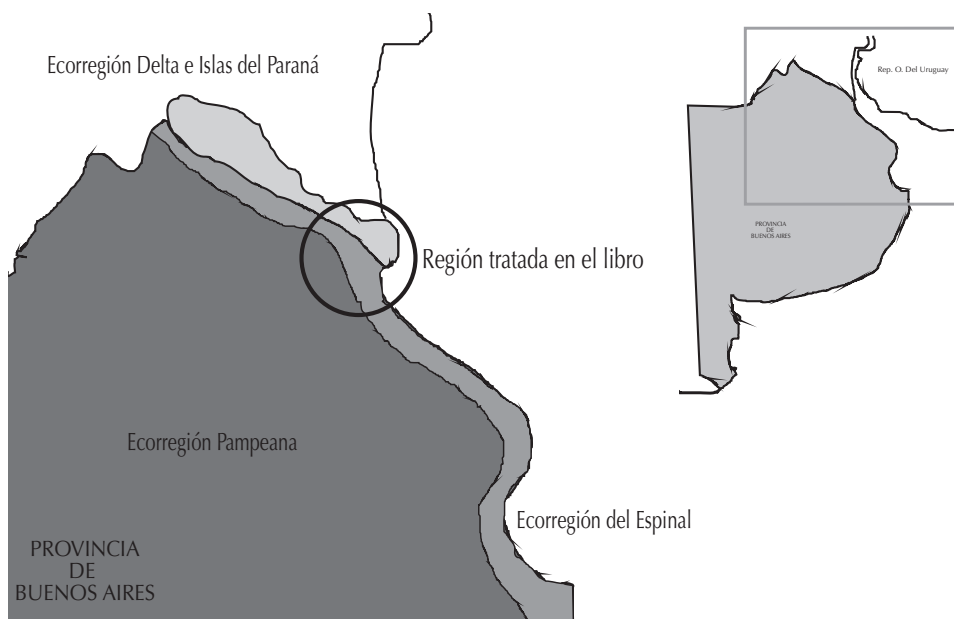 Ecorregión Delta e Islas del Paraná
Rep. O. Del Uruguay
PROVINCIA
DE
BUENOS AIRES
Región tratada en el libro
Ecorregión Pampeana
Ecorregión del Espinal
PROVINCIA
DE
BUENOS AIRES